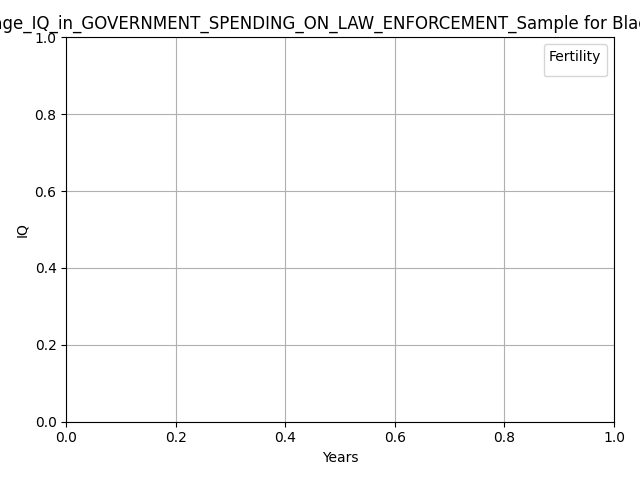 age_IQ_in_GOVERNMENT_SPENDING_ON_LAW_ENFORCEMENT_Sample for Bla
Fertility
1.0
0.8
0.6
0.4
0.2
0.0
IQ
0.0 0.2 0.4 0.6 0.8 1.0
Years